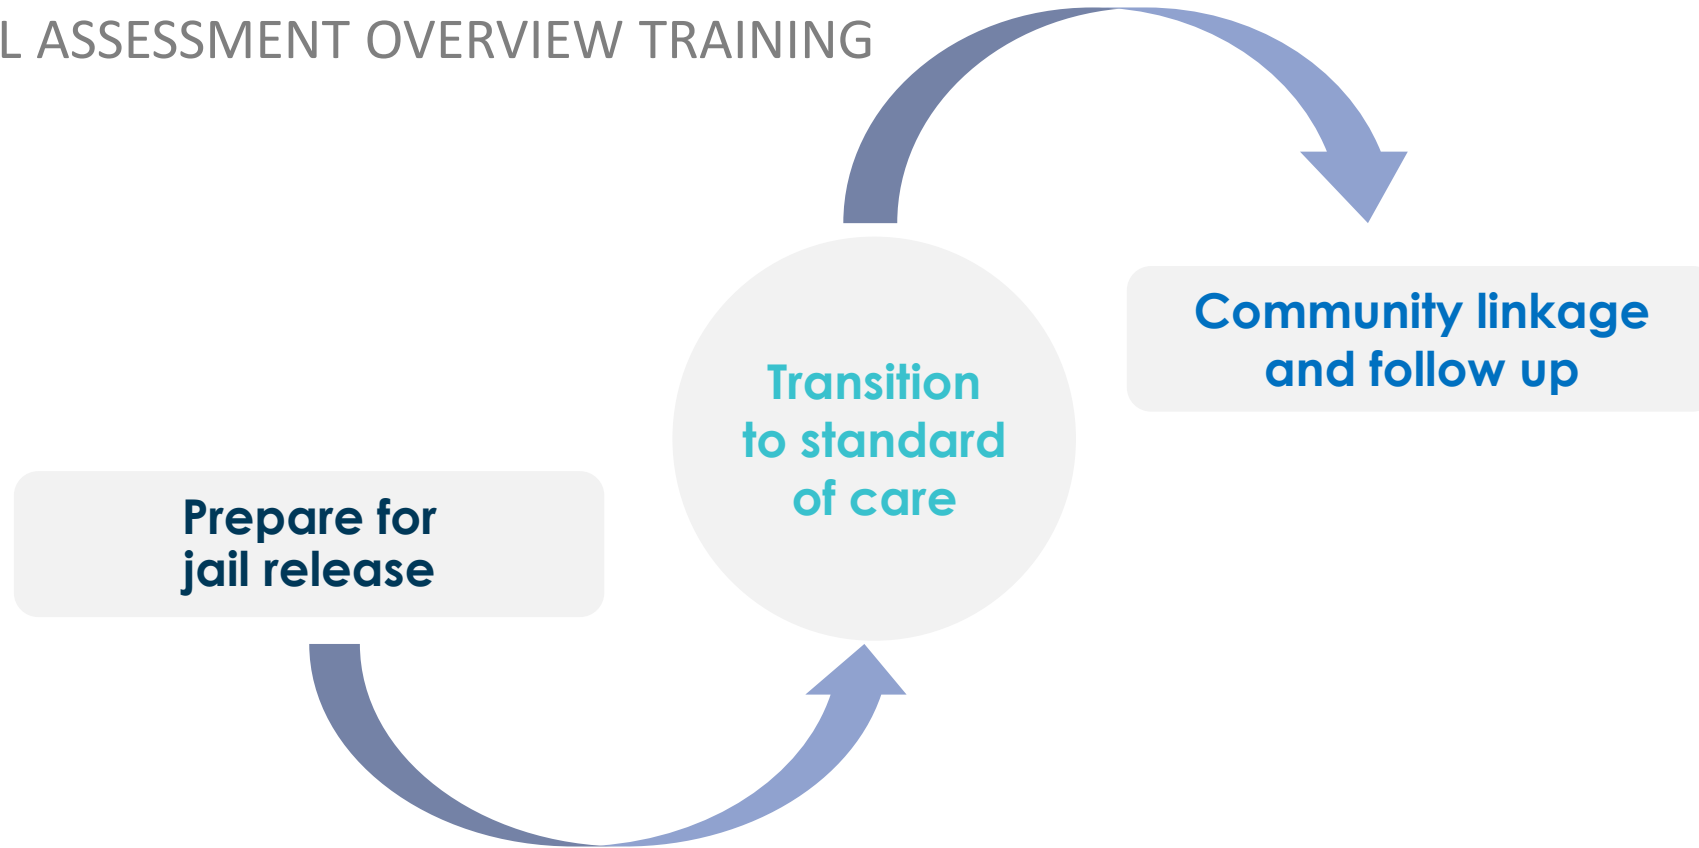 L ASSESSMENT OVERVIEW TRAINING
Community linkage
and follow up
Transition
to standard
of care
Prepare for
jail release